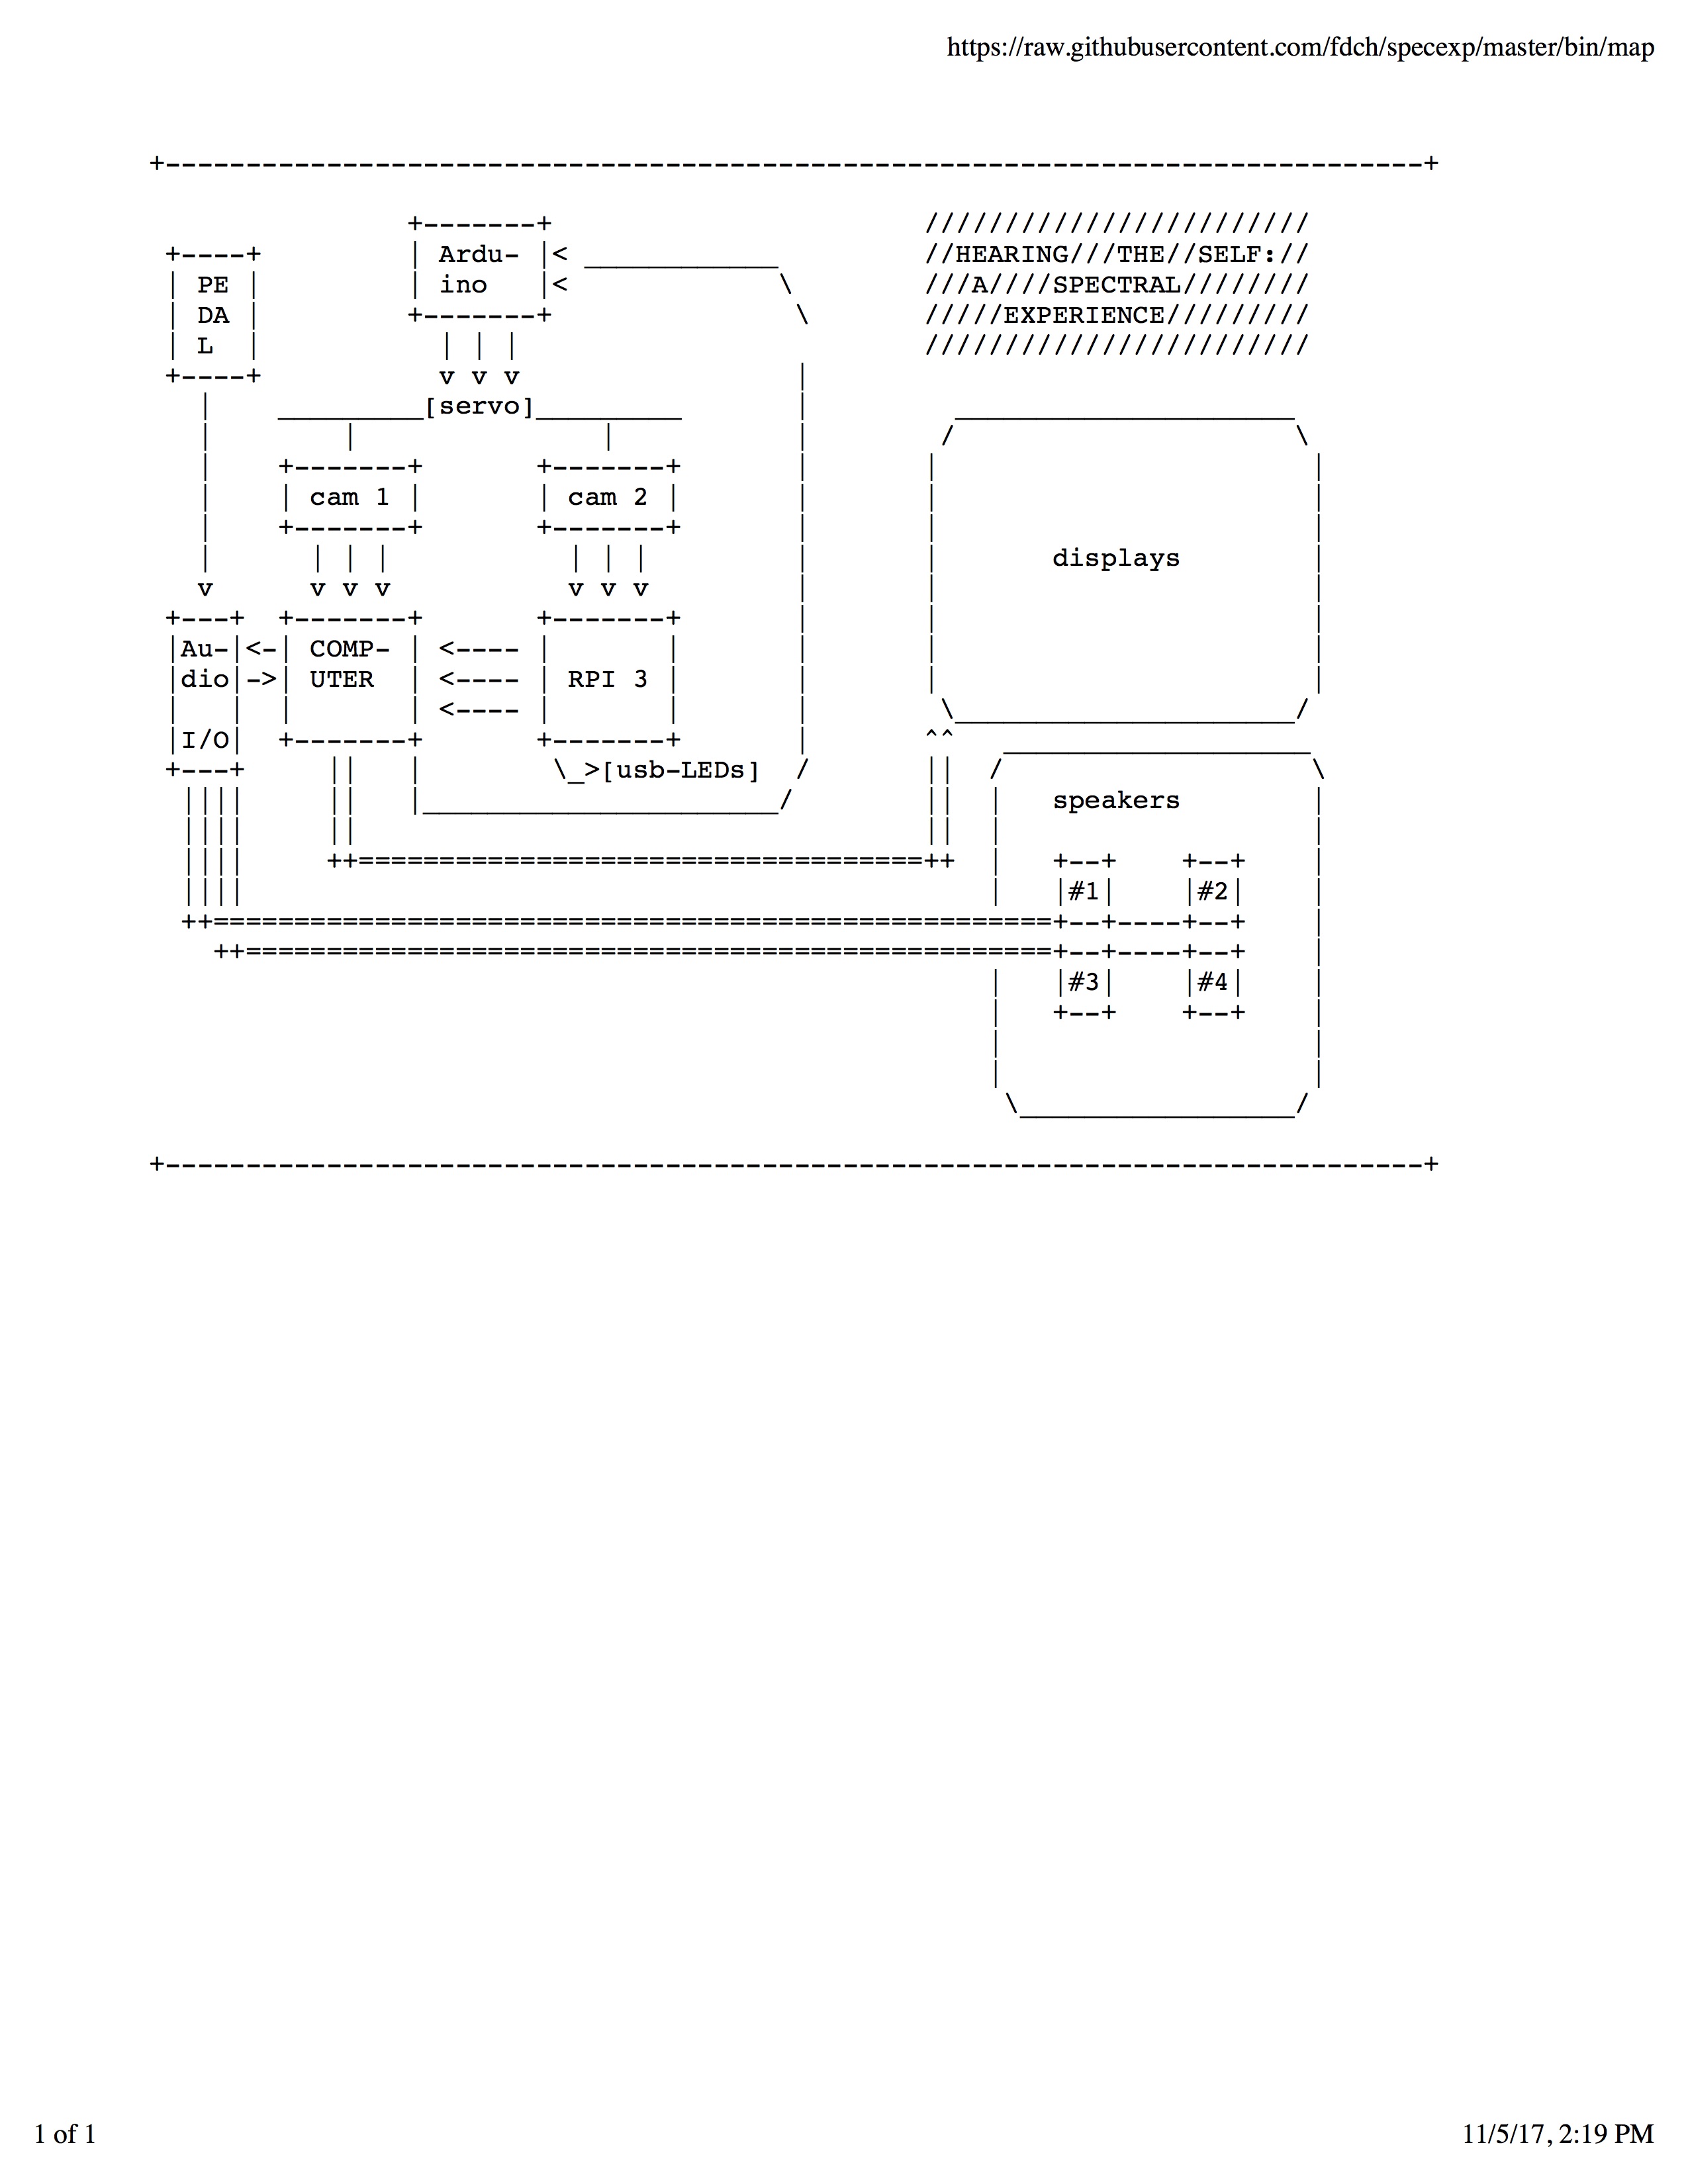 https://raw.githubusercontent.com/fdch/specexp/master/bin/map
//HEARING///THE//SELF://
///A////SPECTRAL////////
/////EXPERIENCE/////////
Ardu-
ino
PE
DA
L
[servo]
cam 1
cam 2
displays
Au-
dio
I/O
COMP-
UTER
RPI 3
\_>[usb-LEDs]
speakers
#1
#2
#3
#4
1 of 1
11/5/17, 2:19 PM